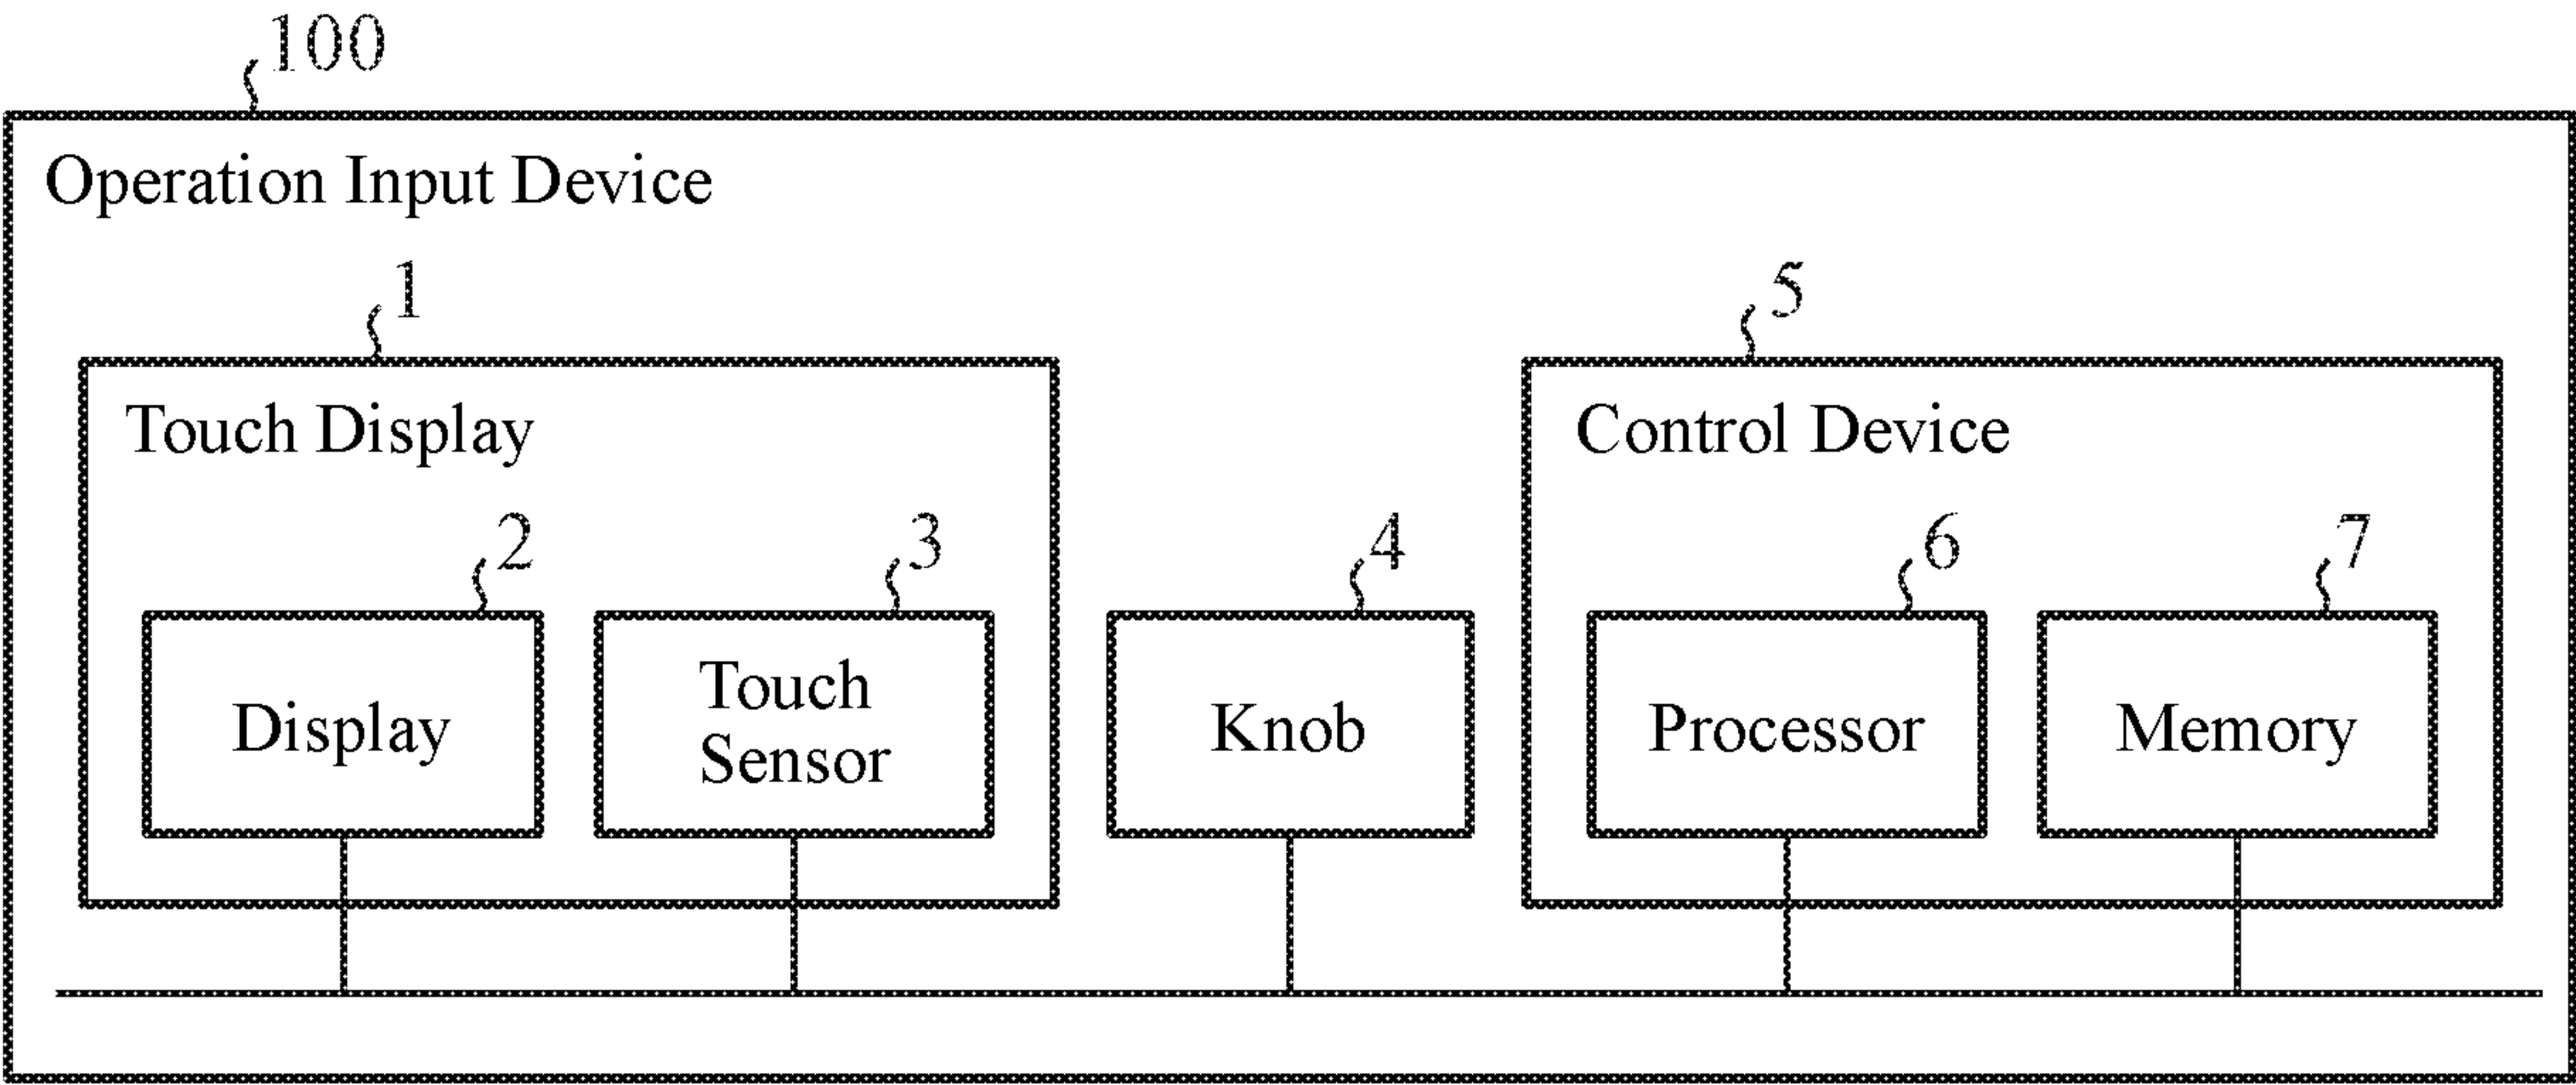 100
Operation Input Device
1
5
Touch Display
Control Device
2
3
4
6
7
Display
Touch
Sensor
Knob
Processor
Memory